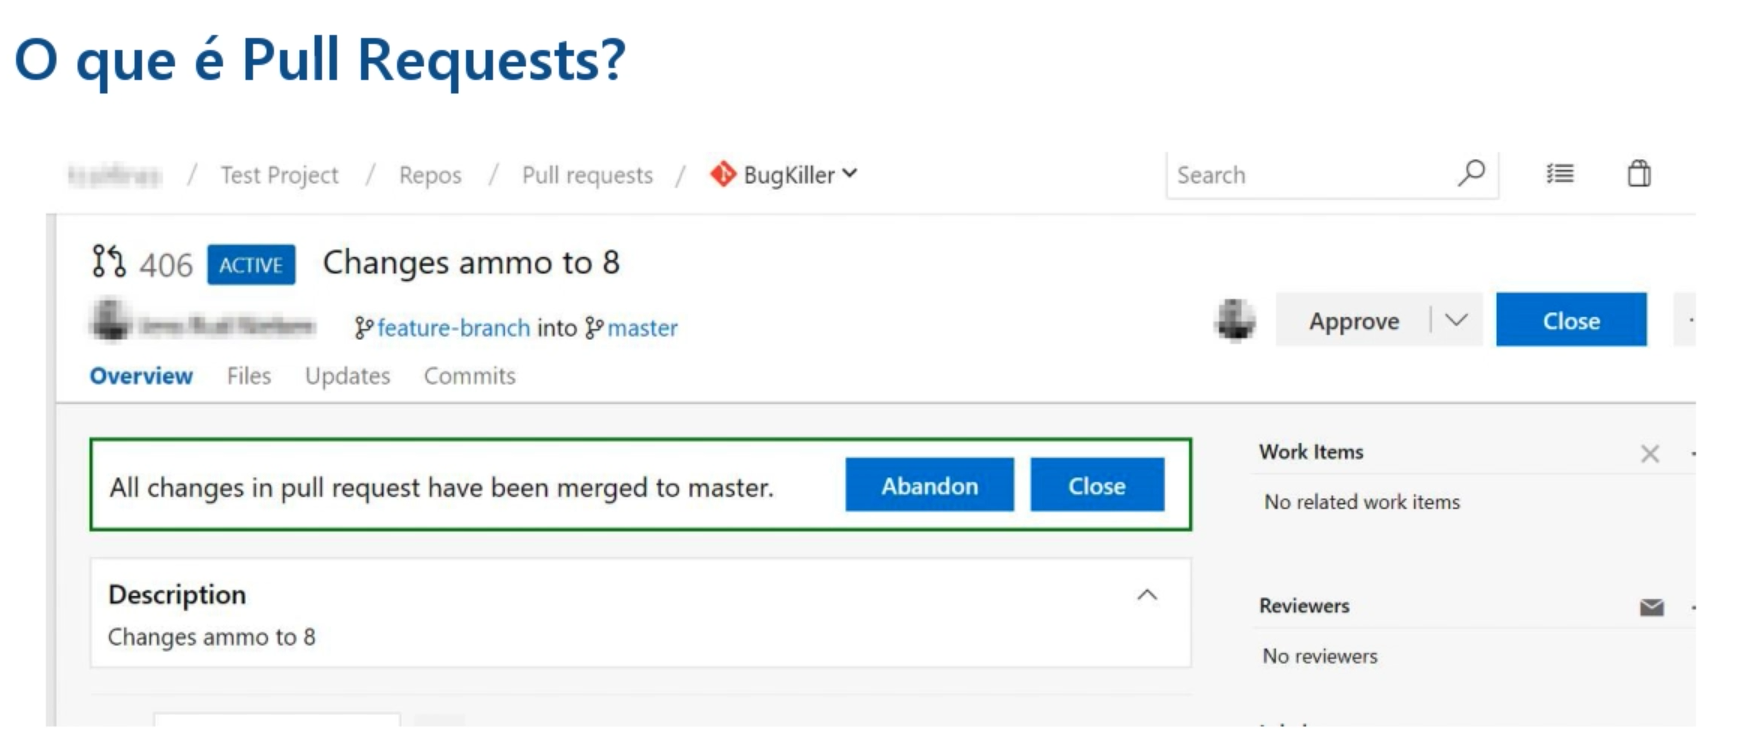 O que é Pull Requests?
/ Test Project / Repos / Pull requests / BugKiller
Search
406 ACTIVE Changes ammo to 8
feature-branch into master
Approve
Close
Overview Files Updates Commits
All changes in pull request have been merged to master.
Abandon
Close
Work Items
No related work items
Description
Changes ammo to 8
Reviewers
No reviewers